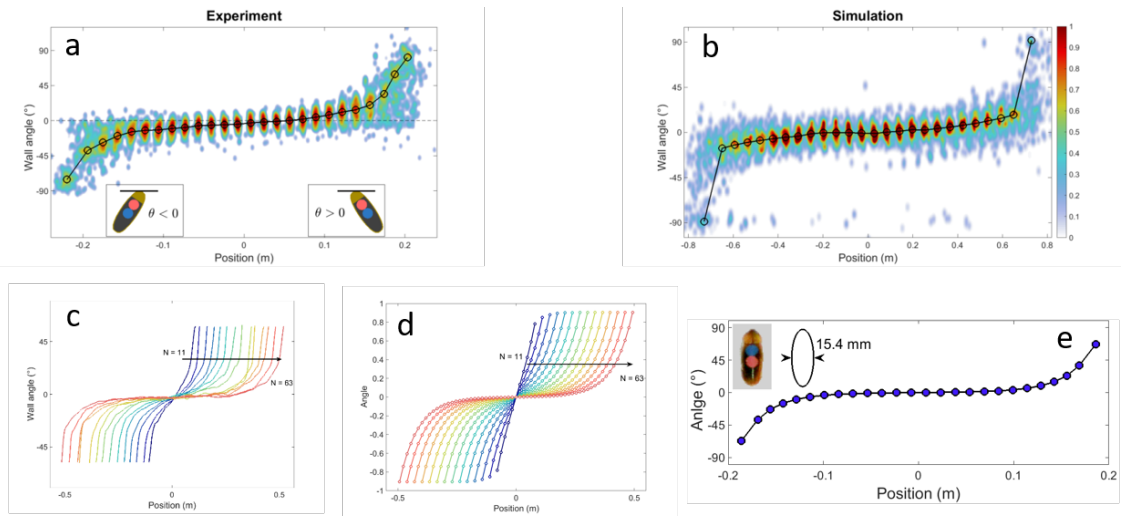 Experiment
a
Wall angle (°)
90
45
0
-45
-90
θ < 0
θ > 0
-0.2
-0.1
0
0.1
0.2
Position (m)
Simulation
b
Wall angle (°)
90
45
0
-45
-90
-0.8
-0.6
-0.4
-0.2
0
0.2
0.4
0.6
0.8
Position (m)
1
0.9
0.8
0.7
0.6
0.5
0.4
0.3
0.2
0.1
0
c
Wall angle (°)
45
0
-45
N = 11
N = 63
-0.5
0
0.5
Position (m)
d
Angle
1
0.8
0.6
0.4
0.2
0
-0.2
-0.4
-0.6
-0.8
-1
N = 11
N = 63
-0.5
0
0.5
Position (m)
e
15.4 mm
Anlge (°)
90
45
0
-45
-90
-0.2
-0.1
0
0.1
0.2
Position (m)